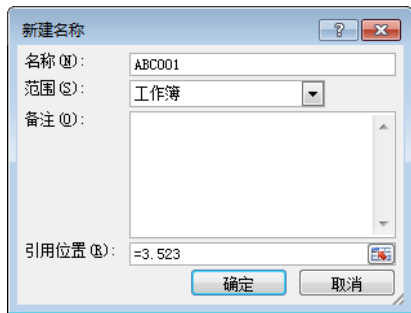 新建名称
名称(N):
ABC001
范围(S):
工作簿
备注(O):
引用位置(R):
=3.523
确定
取消